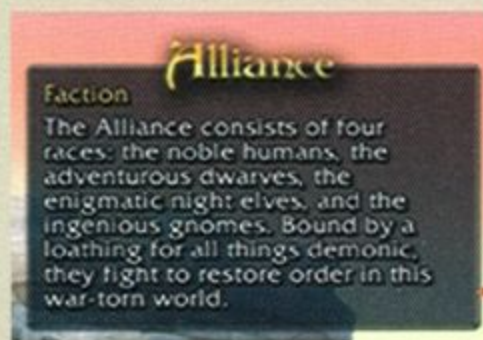 Alliance
Faction
The Alliance consists of four
races: the noble humans, the
adventurous dwarves, the
enigmatic night elves, and the
ingenious gnomes. Bound by a
loathing for all things demonic,
they fight to restore order in this
war-torn world.